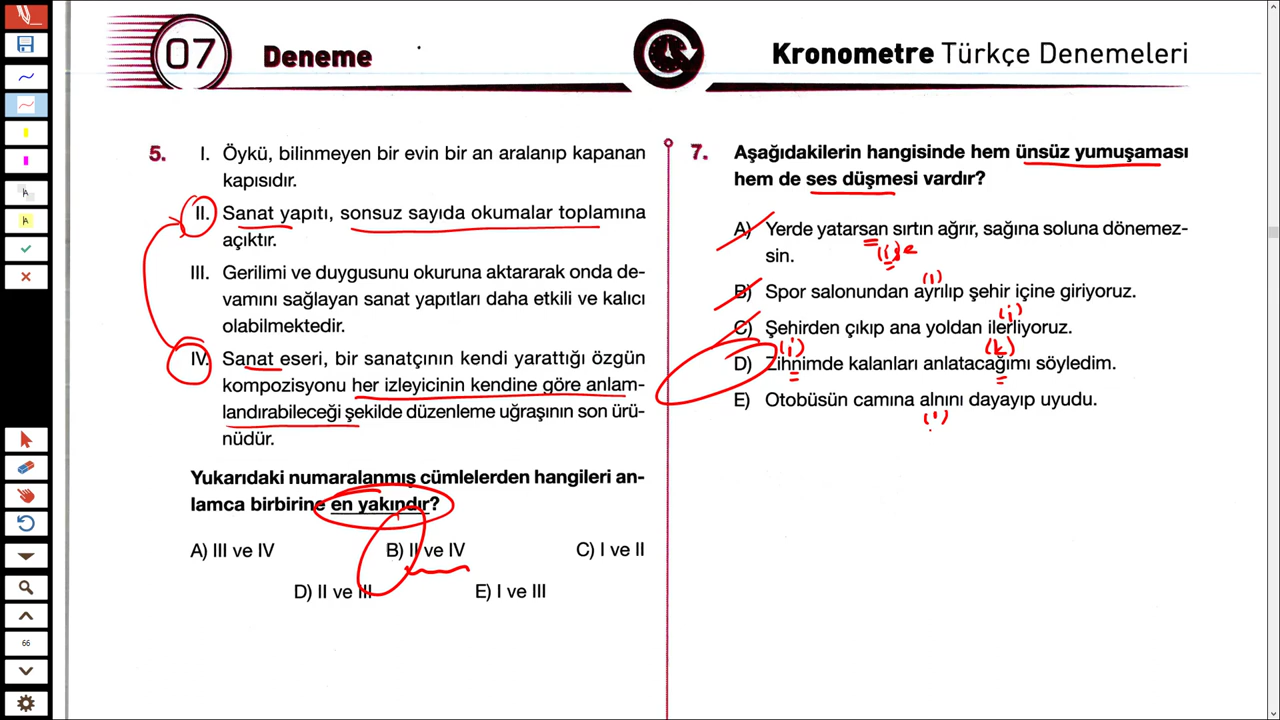 07
Deneme
Kronometre Türkçe Denemeleri
5. I. Öykü, bilinmeyen bir evin bir an aralanıp kapanan
kapısıdır.
II. Sanat yapıtı, sonsuz sayıda okumalar toplamına
açıktır.
III. Gerilimi ve duygusunu okuruna aktararak onda de-
vamını sağlayan sanat yapıtları daha etkili ve kalıcı
olabilmektedir.
IV. Sanat eseri, bir sanatçının kendi yarattığı özgün
kompozisyonu her izleyicinin kendine göre anlam-
landırabileceği şekilde düzenleme uğraşının son ürü-
nüdür.
Yukarıdaki numaralanmış cümlelerden hangileri an-
lamca birbirine en yakındır?
A) III ve IV B) II ve IV C) I ve II
D) II ve III E) I ve III
7. Aşağıdakilerin hangisinde hem ünsüz yumuşaması
hem de ses düşmesi vardır?
A) Yerde yatarsan sırtın ağrır, sağına soluna dönemez-
sin.
(i) e
(ı)
B) Spor salonundan ayrılıp şehir içine giriyoruz.
(i)
C) Şehirden çıkıp ana yoldan ilerliyoruz.
(i) (k)
D) Zihnimde kalanları anlatacağımı söyledim.
E) Otobüsün camına alnını dayayıp uyudu.
(ı)
66